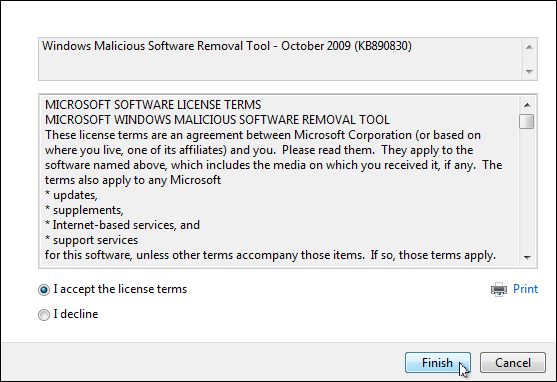 Windows Malicious Software Removal Tool - October 2009 (KB890830)
MICROSOFT SOFTWARE LICENSE TERMS
MICROSOFT WINDOWS MALICIOUS SOFTWARE REMOVAL TOOL
These license terms are an agreement between Microsoft Corporation (or based on
where you live, one of its affiliates) and you.  Please read them.  They apply to the
software named above, which includes the media on which you received it, if any.  The
terms also apply to any Microsoft
* updates,
* supplements,
* Internet-based services, and
* support services
for this software, unless other terms accompany those items.  If so, those terms apply.
I accept the license terms
Print
I decline
Finish
Cancel